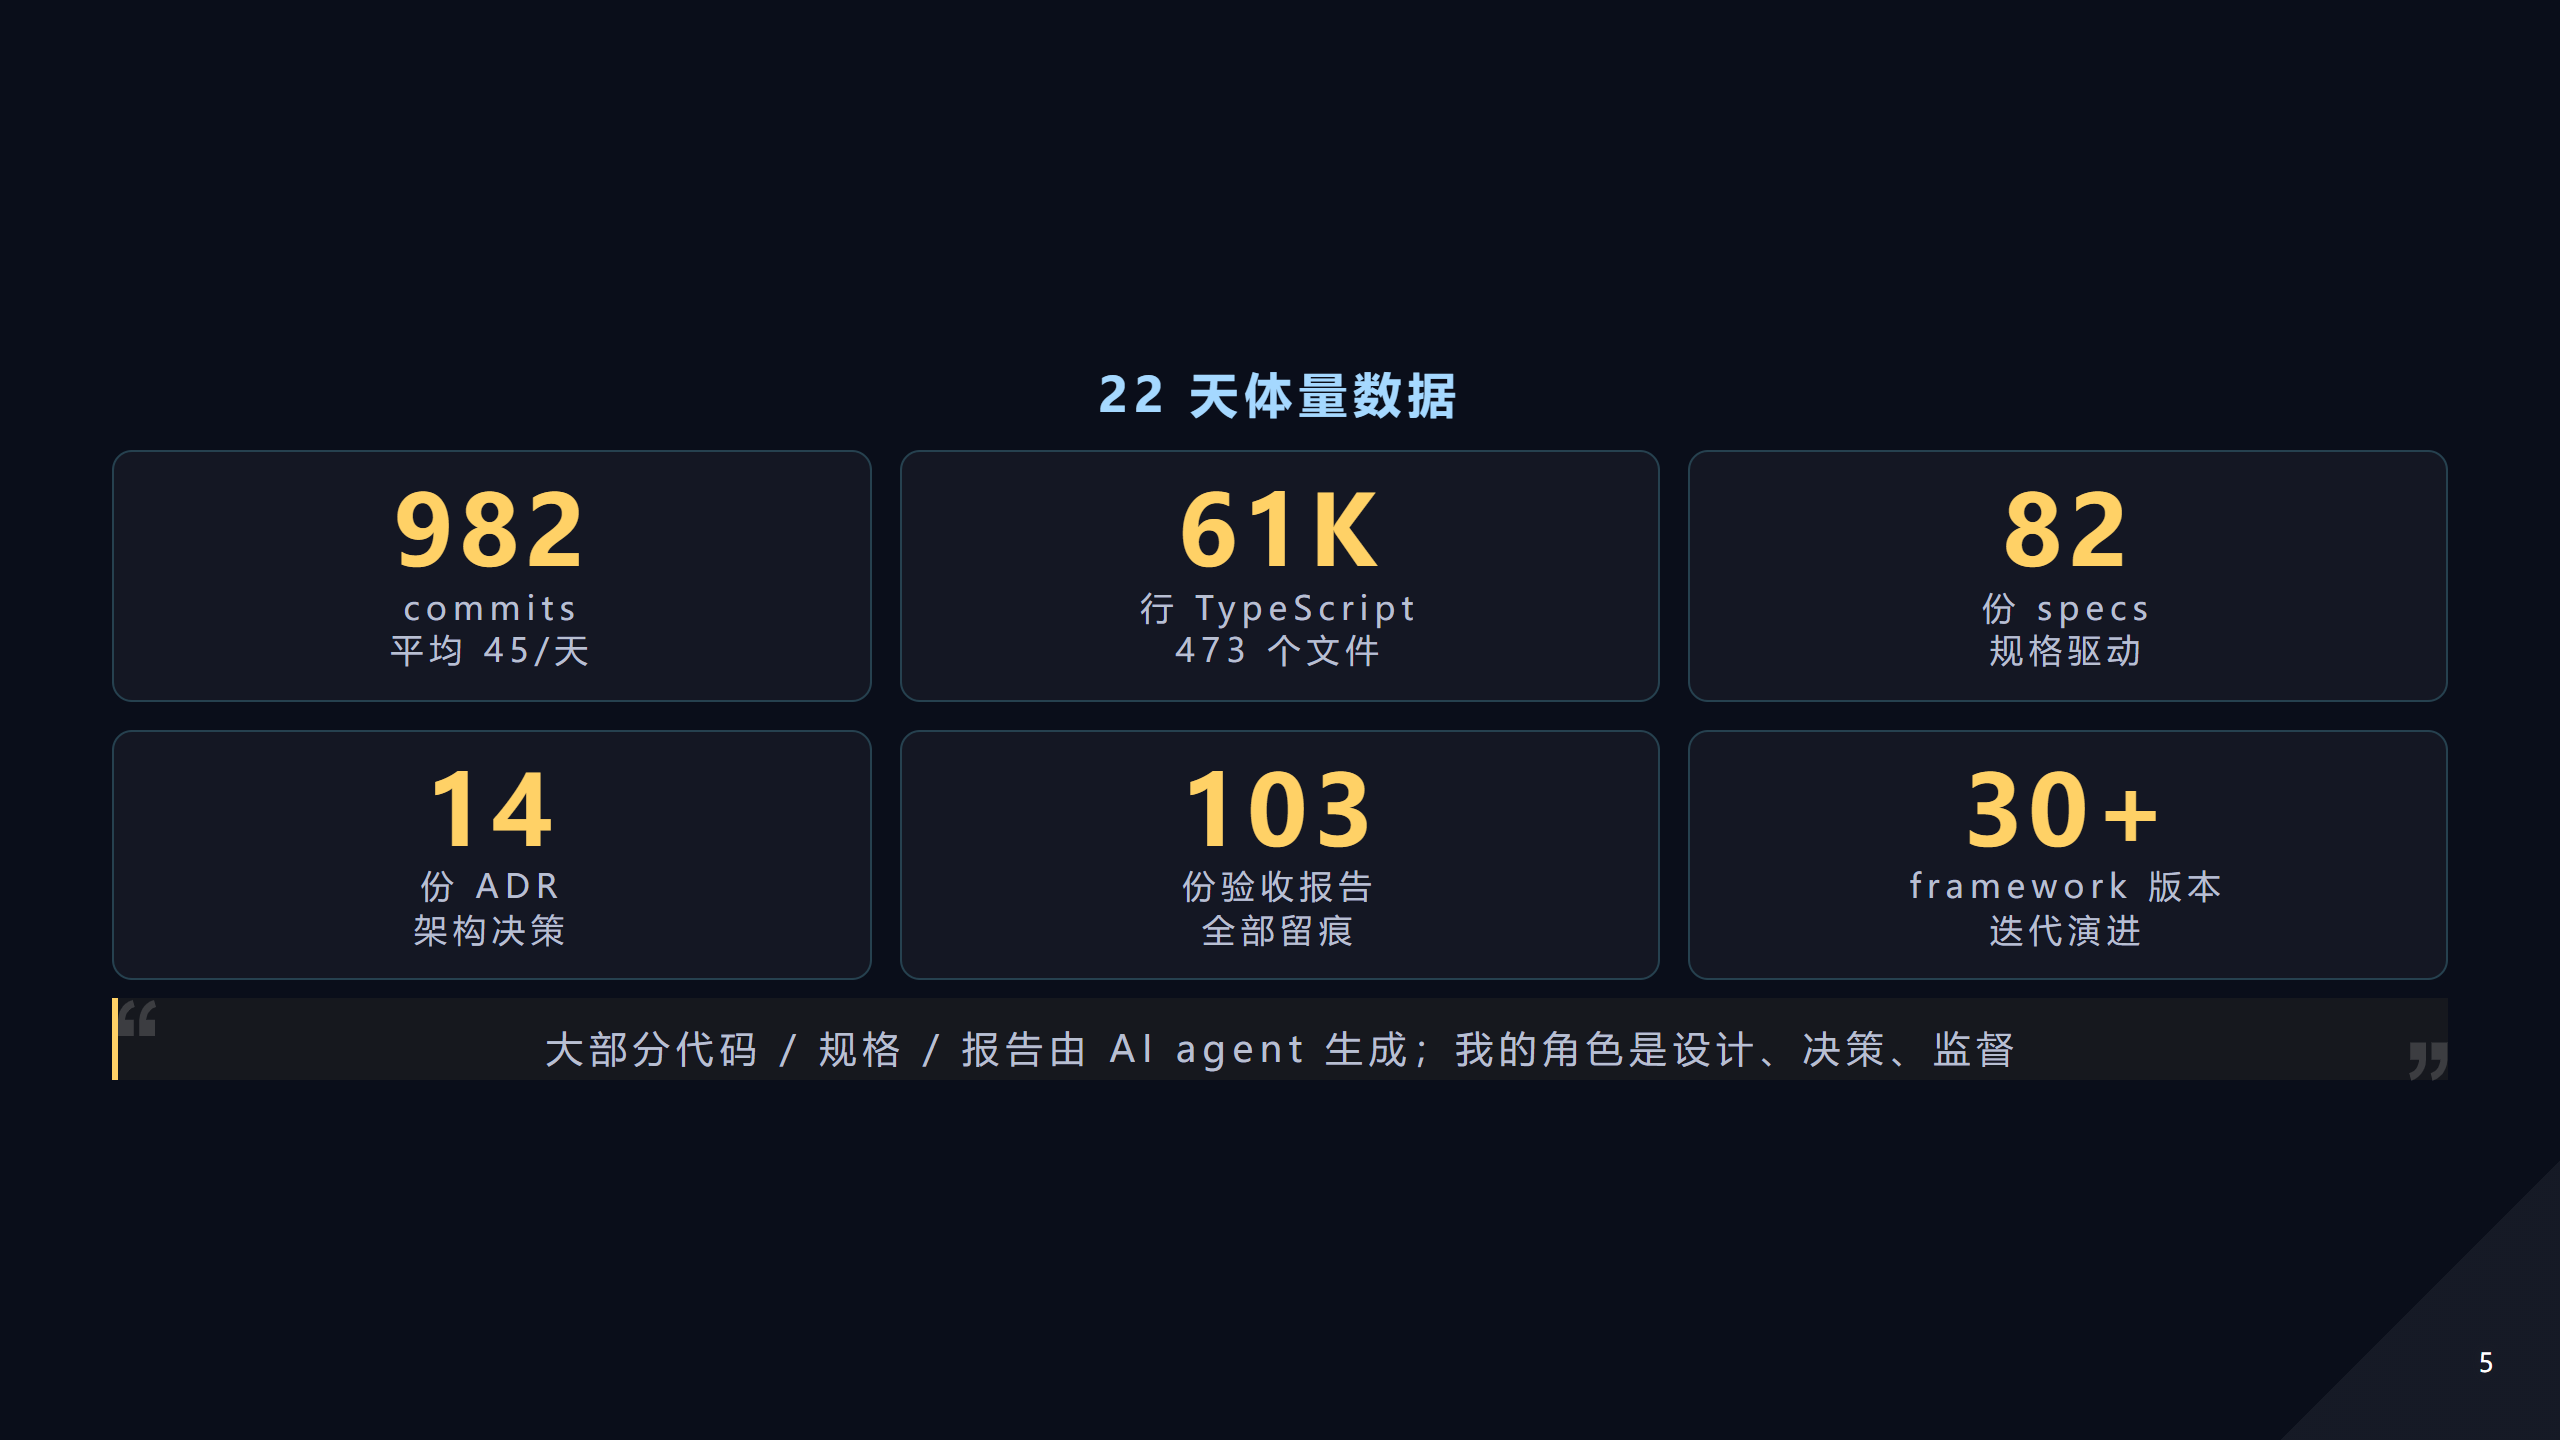 22 天体量数据
982
commits
平均 45/天
61K
行 TypeScript
473 个文件
82
份 specs
规格驱动
14
份 ADR
架构决策
103
份验收报告
全部留痕
30+
framework 版本
迭代演进
“
大部分代码 / 规格 / 报告由 AI agent 生成；我的角色是设计、决策、监督
”
5